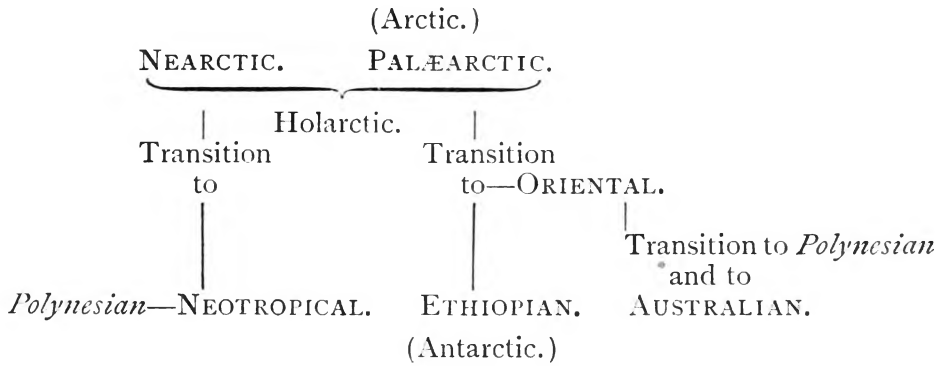 (Arctic.)
NEARCTIC. PALÆARCTIC.
Holarctic.
Transition Transition
to to—ORIENTAL.
Transition to Polynesian
and to
Polynesian—NEOTROPICAL. ETHIOPIAN. AUSTRALIAN.
(Antarctic.)